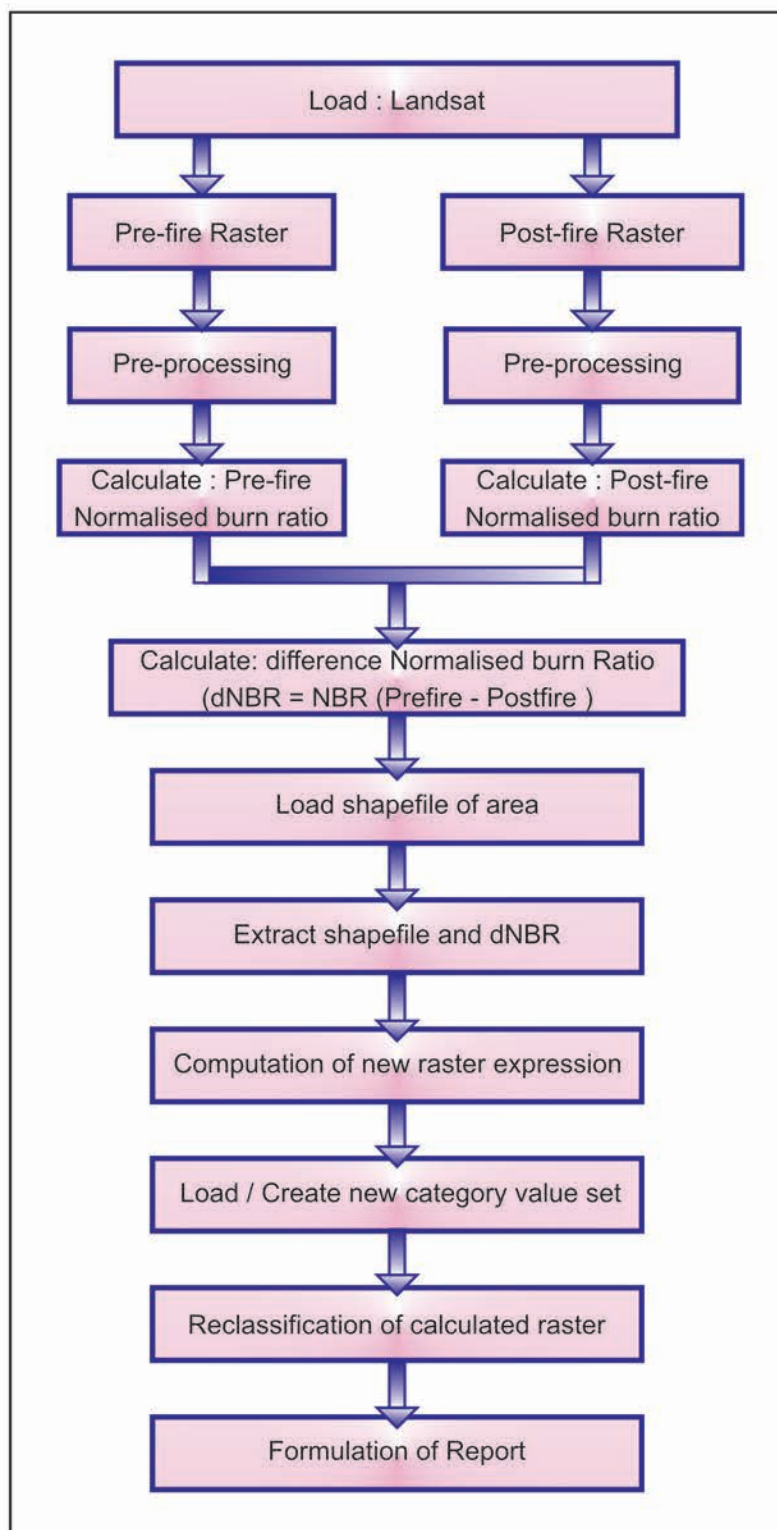 Load : Landsat
Pre-fire Raster
Post-fire Raster
Pre-processing
Pre-processing
Calculate : Pre-fire
Normalised burn ratio
Calculate : Post-fire
Normalised burn ratio
Calculate: difference Normalised burn Ratio
(dNBR = NBR (Prefire - Postfire )
Load shapefile of area
Extract shapefile and dNBR
Computation of new raster expression
Load / Create new category value set
Reclassification of calculated raster
Formulation of Report